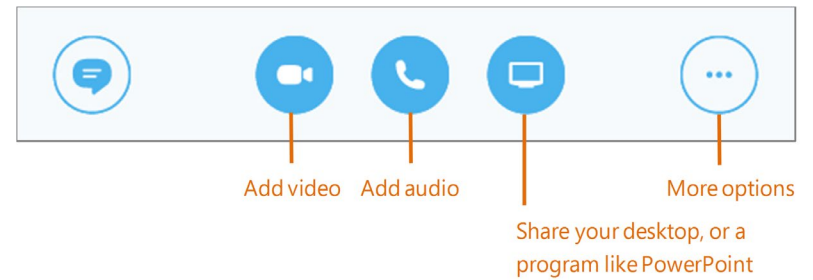 Add video
Add audio
More options
Share your desktop, or a
program like PowerPoint